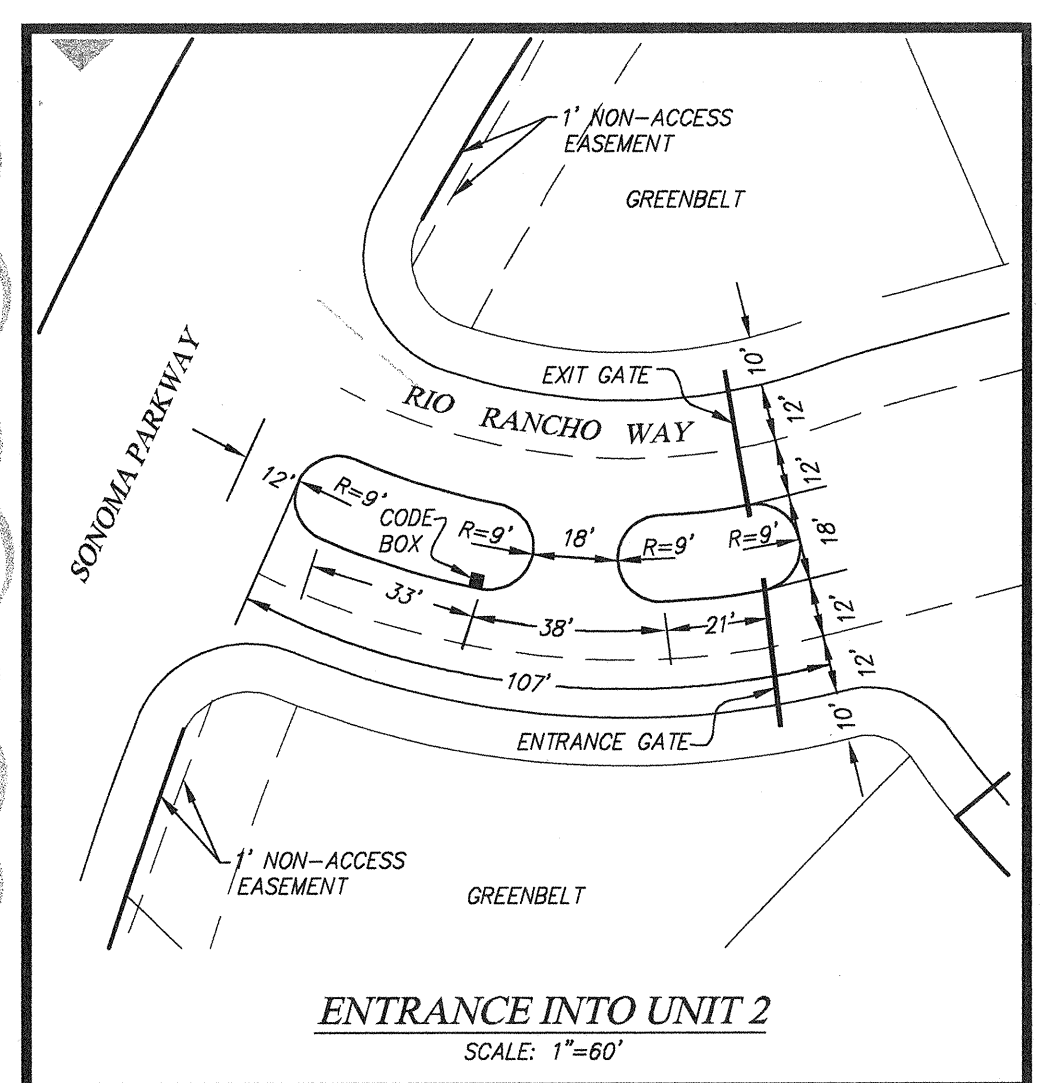 1' NON-ACCESS
EASEMENT
GREENBELT
SONOMA PARKWAY
RIO RANCHO WAY
EXIT GATE
10'
12'
12'
18'
12'
12'
10'
12'
R=9'
CODE
BOX
R=9'
18'
R=9'
R=9'
33'
38'
21'
107'
ENTRANCE GATE
1' NON-ACCESS
EASEMENT
GREENBELT
ENTRANCE INTO UNIT 2
SCALE: 1"=60'